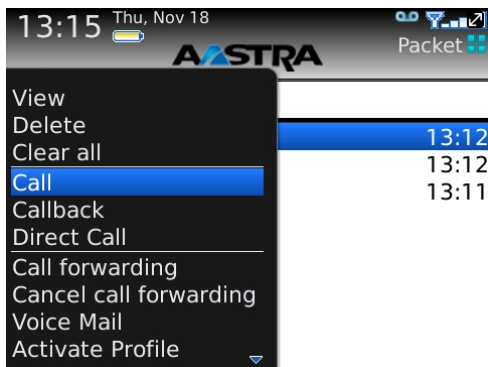 13:15 Thu, Nov 18
Packet
AASTRA
View
Delete
Clear all
13:12
Call
13:12
Callback
13:11
Direct Call
Call forwarding
Cancel call forwarding
Voice Mail
Activate Profile